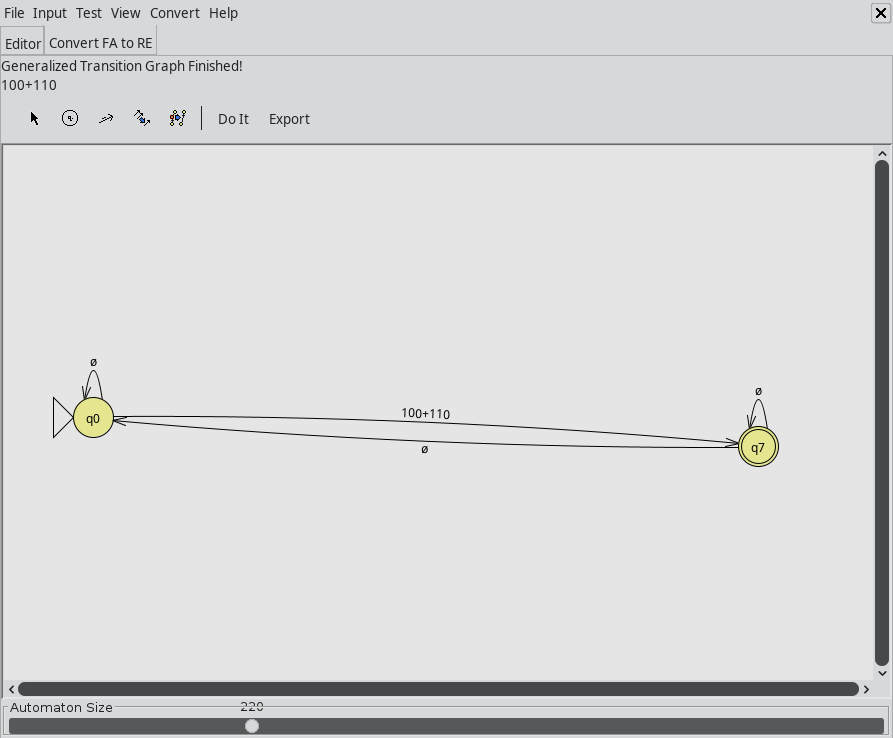 File Input Test View Convert Help
Editor Convert FA to RE
Generalized Transition Graph Finished!
100+110
Do It Export
ø
ø
q0
100+110
ø
q7
Automaton Size 220